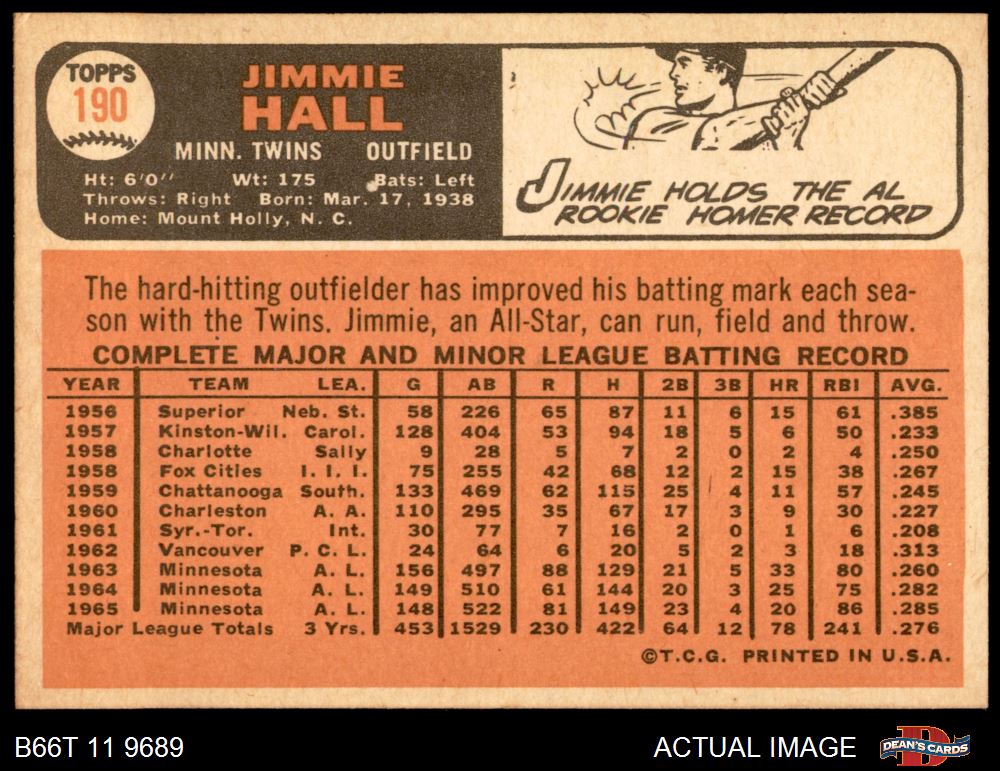 TOPPS
190
JIMMIE
HALL
MINN. TWINS OUTFIELD
Ht: 6'0" Wt: 175 Bats: Left
Throws: Right Born: Mar. 17, 1938
Home: Mount Holly, N. C.
JIMMIE HOLDS THE AL
ROOKIE HOMER RECORD
The hard-hitting outfielder has improved his batting mark each sea-
son with the Twins. Jimmie, an All-Star, can run, field and throw.
COMPLETE MAJOR AND MINOR LEAGUE BATTING RECORD
YEAR TEAM LEA. G AB R H 2B 3B HR RBI AVG.
1956 Superior Neb. St. 58 226 65 87 11 6 15 61 .385
1957 Kinston-Wil. Carol. 128 404 53 94 18 5 6 50 .233
1958 Charlotte Sally 9 28 5 7 2 0 2 4 .250
1958 Fox Citles I. I. I. 75 255 42 68 12 2 15 38 .267
1959 Chattanooga South. 133 469 62 115 25 4 11 57 .245
1960 Charleston A. A. 110 295 35 67 17 3 9 30 .227
1961 Syr.-Tor. Int. 30 77 7 16 2 0 1 6 .208
1962 Vancouver P. C. L. 24 64 6 20 5 2 3 18 .313
1963 Minnesota A. L. 156 497 88 129 21 5 33 80 .260
1964 Minnesota A. L. 149 510 61 144 20 3 25 75 .282
1965 Minnesota A. L. 148 522 81 149 23 4 20 86 .285
Major League Totals 3 Yrs. 453 1529 230 422 64 12 78 241 .276
©T.C.G. PRINTED IN U.S.A.
B66T 11 9689 ACTUAL IMAGE DEAN'S CARDS